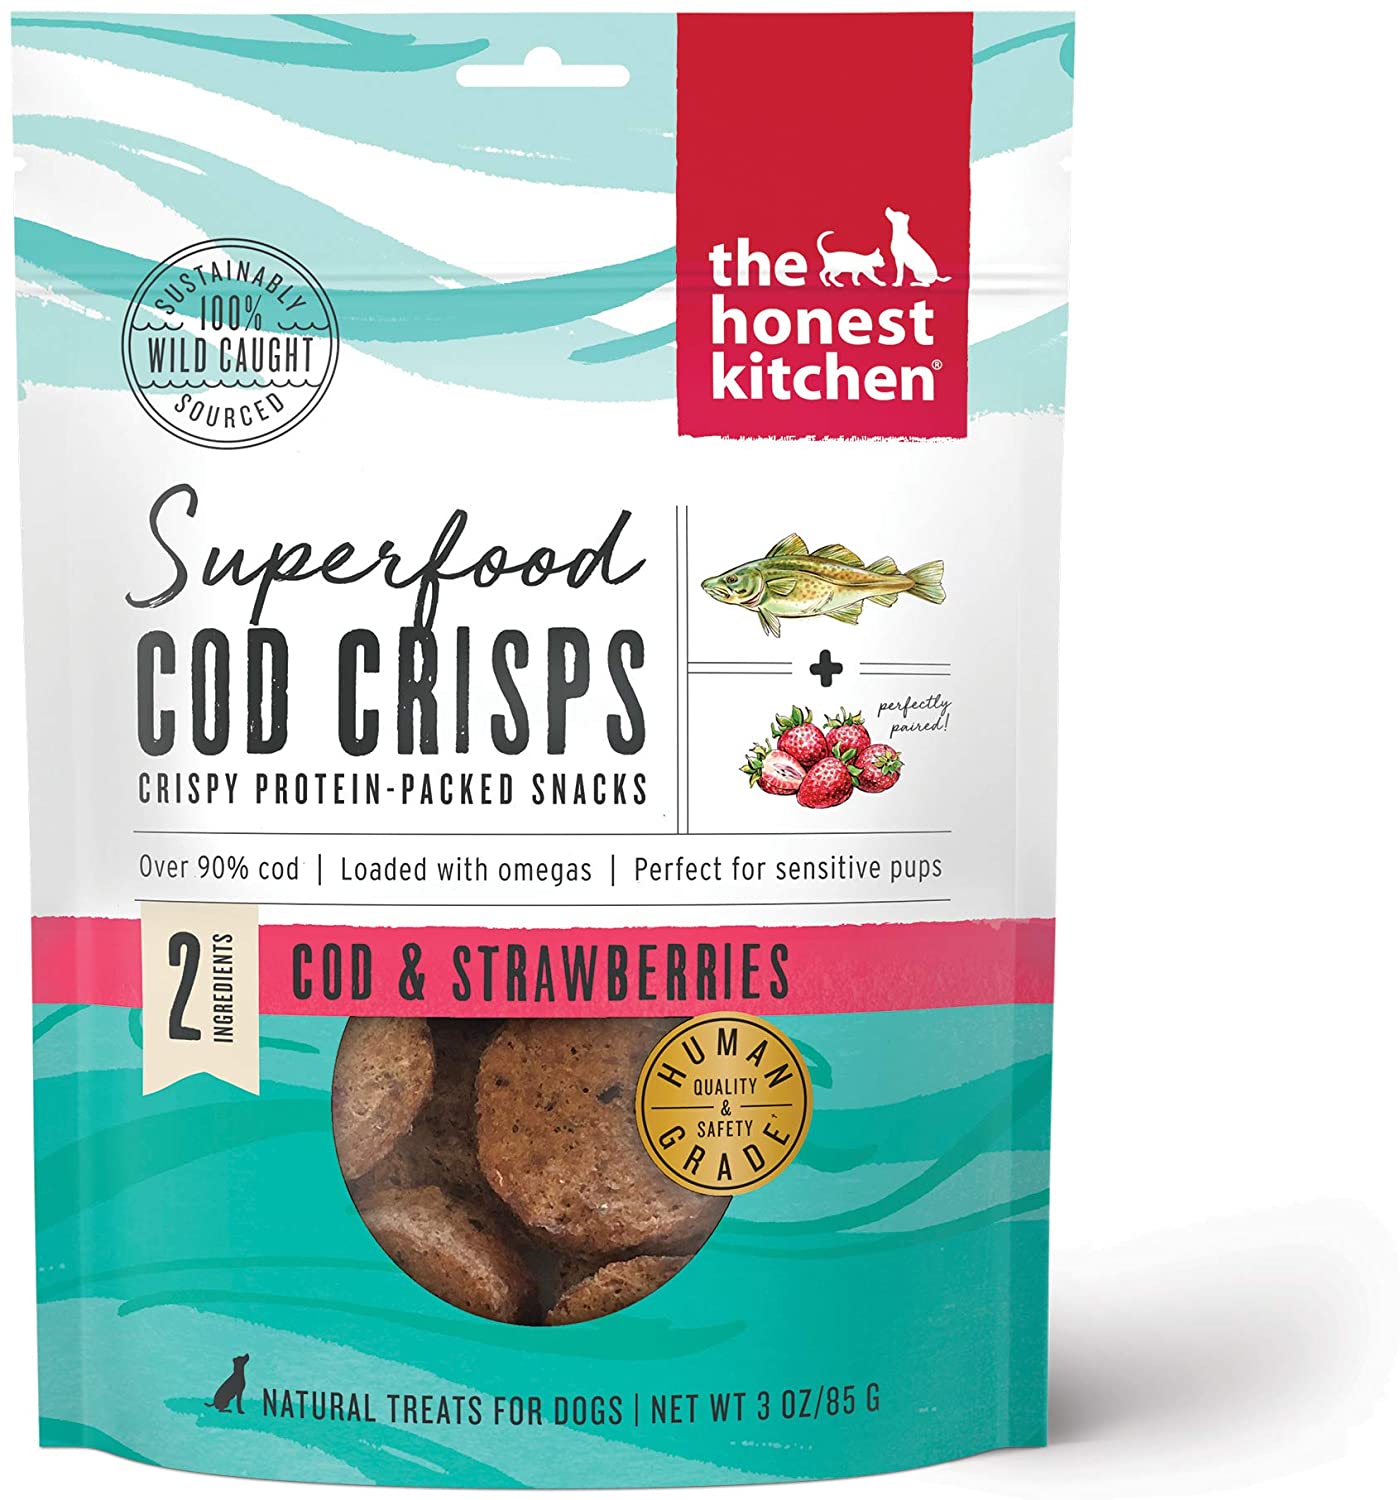 the
honest
kitchen®
SUSTAINABLY
100%
WILD CAUGHT
SOURCED
Superfood
COD CRISPS
CRISPY PROTEIN-PACKED SNACKS
perfectly
paired!
Over 90% cod | Loaded with omegas | Perfect for sensitive pups
2
INGREDIENTS
COD & STRAWBERRIES
HUMAN
QUALITY
&
SAFETY
GRADE™
NATURAL TREATS FOR DOGS | NET WT 3 OZ/85 G